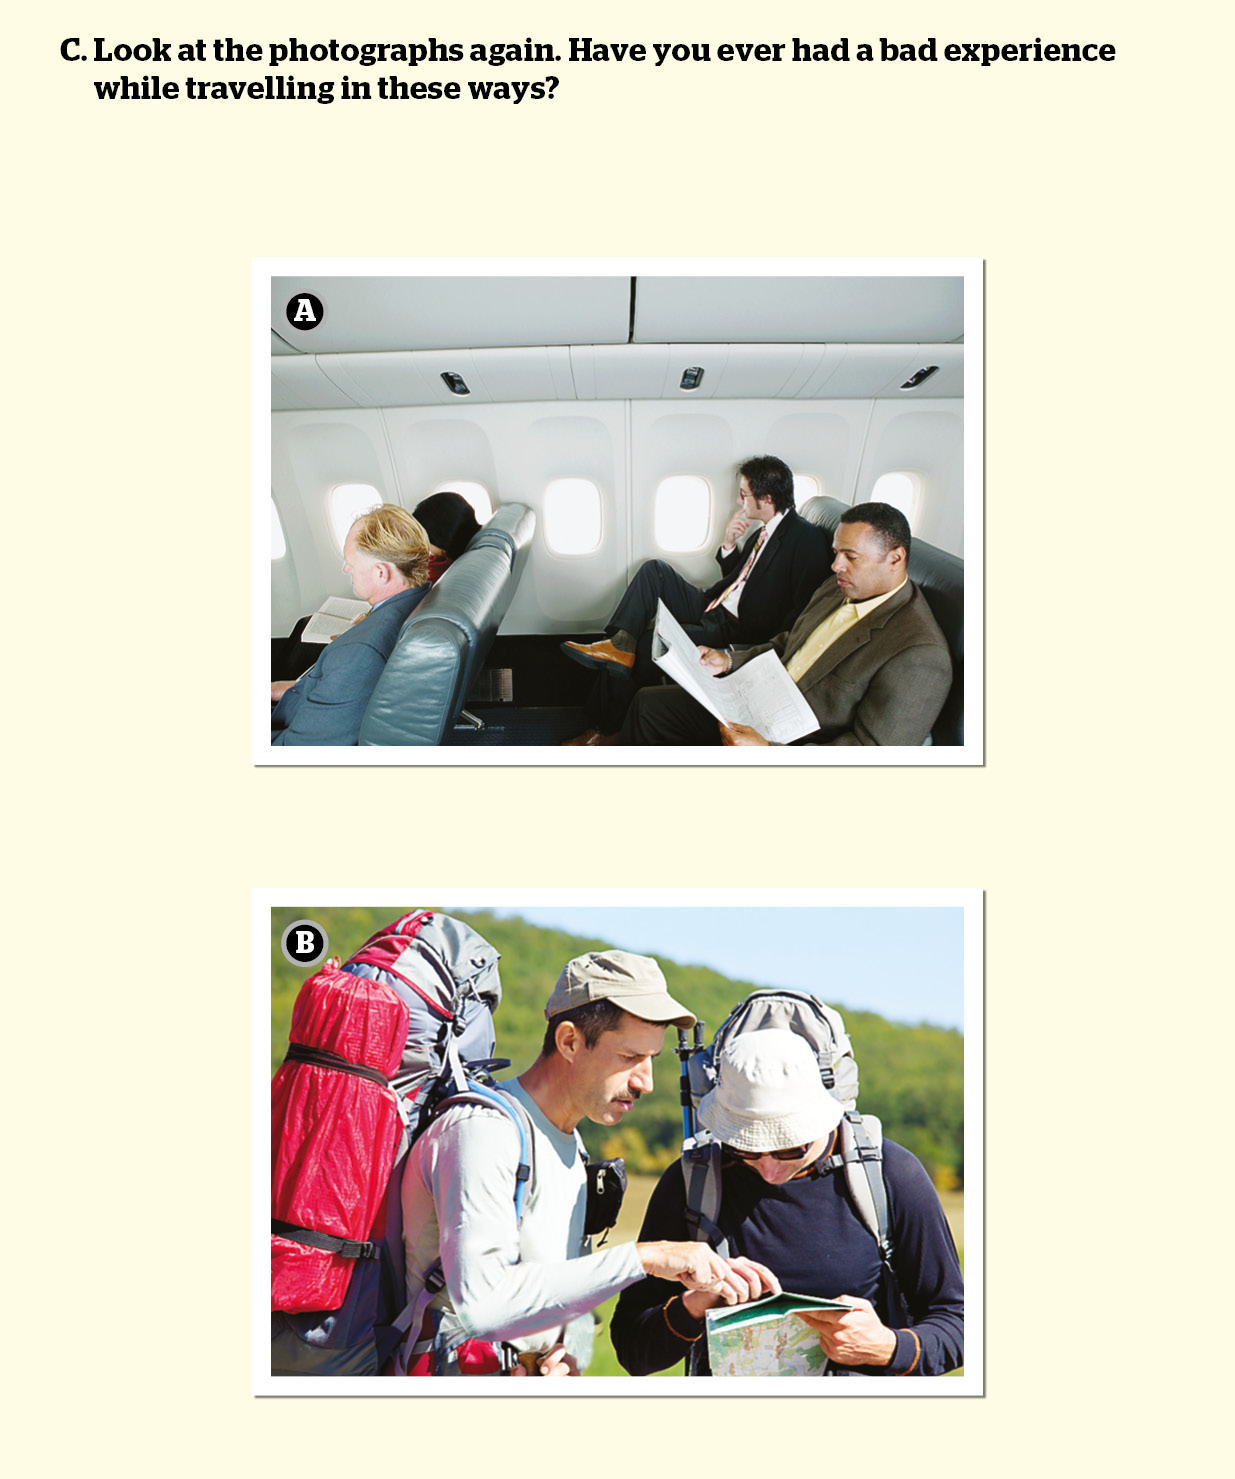 C. Look at the photographs again. Have you ever had a bad experience
while travelling in these ways?
A
B